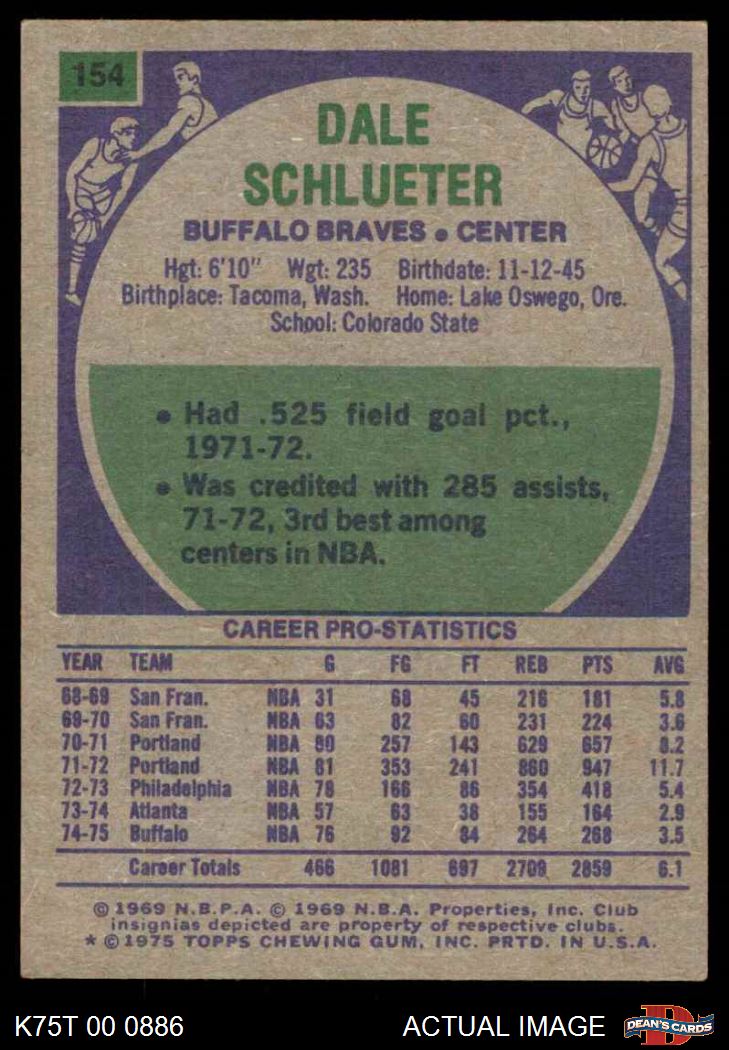 154
DALE
SCHLUETER
BUFFALO BRAVES • CENTER
Hgt: 6'10" Wgt: 235 Birthdate: 11-12-45
Birthplace: Tacoma, Wash. Home: Lake Oswego, Ore.
School: Colorado State
• Had .525 field goal pct.,
1971-72.
• Was credited with 285 assists,
71-72, 3rd best among
centers in NBA.
CAREER PRO-STATISTICS
YEAR TEAM G FG FT REB PTS AVG
68-69 San Fran. NBA 31 68 45 216 181 5.8
69-70 San Fran. NBA 63 82 60 231 224 3.6
70-71 Portland NBA 80 257 143 629 657 8.2
71-72 Portland NBA 81 353 241 860 947 11.7
72-73 Philadelphia NBA 78 166 86 354 418 5.4
73-74 Atlanta NBA 57 63 38 155 164 2.9
74-75 Buffalo NBA 76 92 84 264 268 3.5
Career Totals 466 1081 697 2709 2859 6.1
© 1969 N.B.P.A. © 1969 N.B.A. Properties, Inc. Club
insignias depicted are property of respective clubs.
* © 1975 TOPPS CHEWING GUM, INC. PRTD. IN U.S.A.
K75T 00 0886 ACTUAL IMAGE DEAN'S CARDS